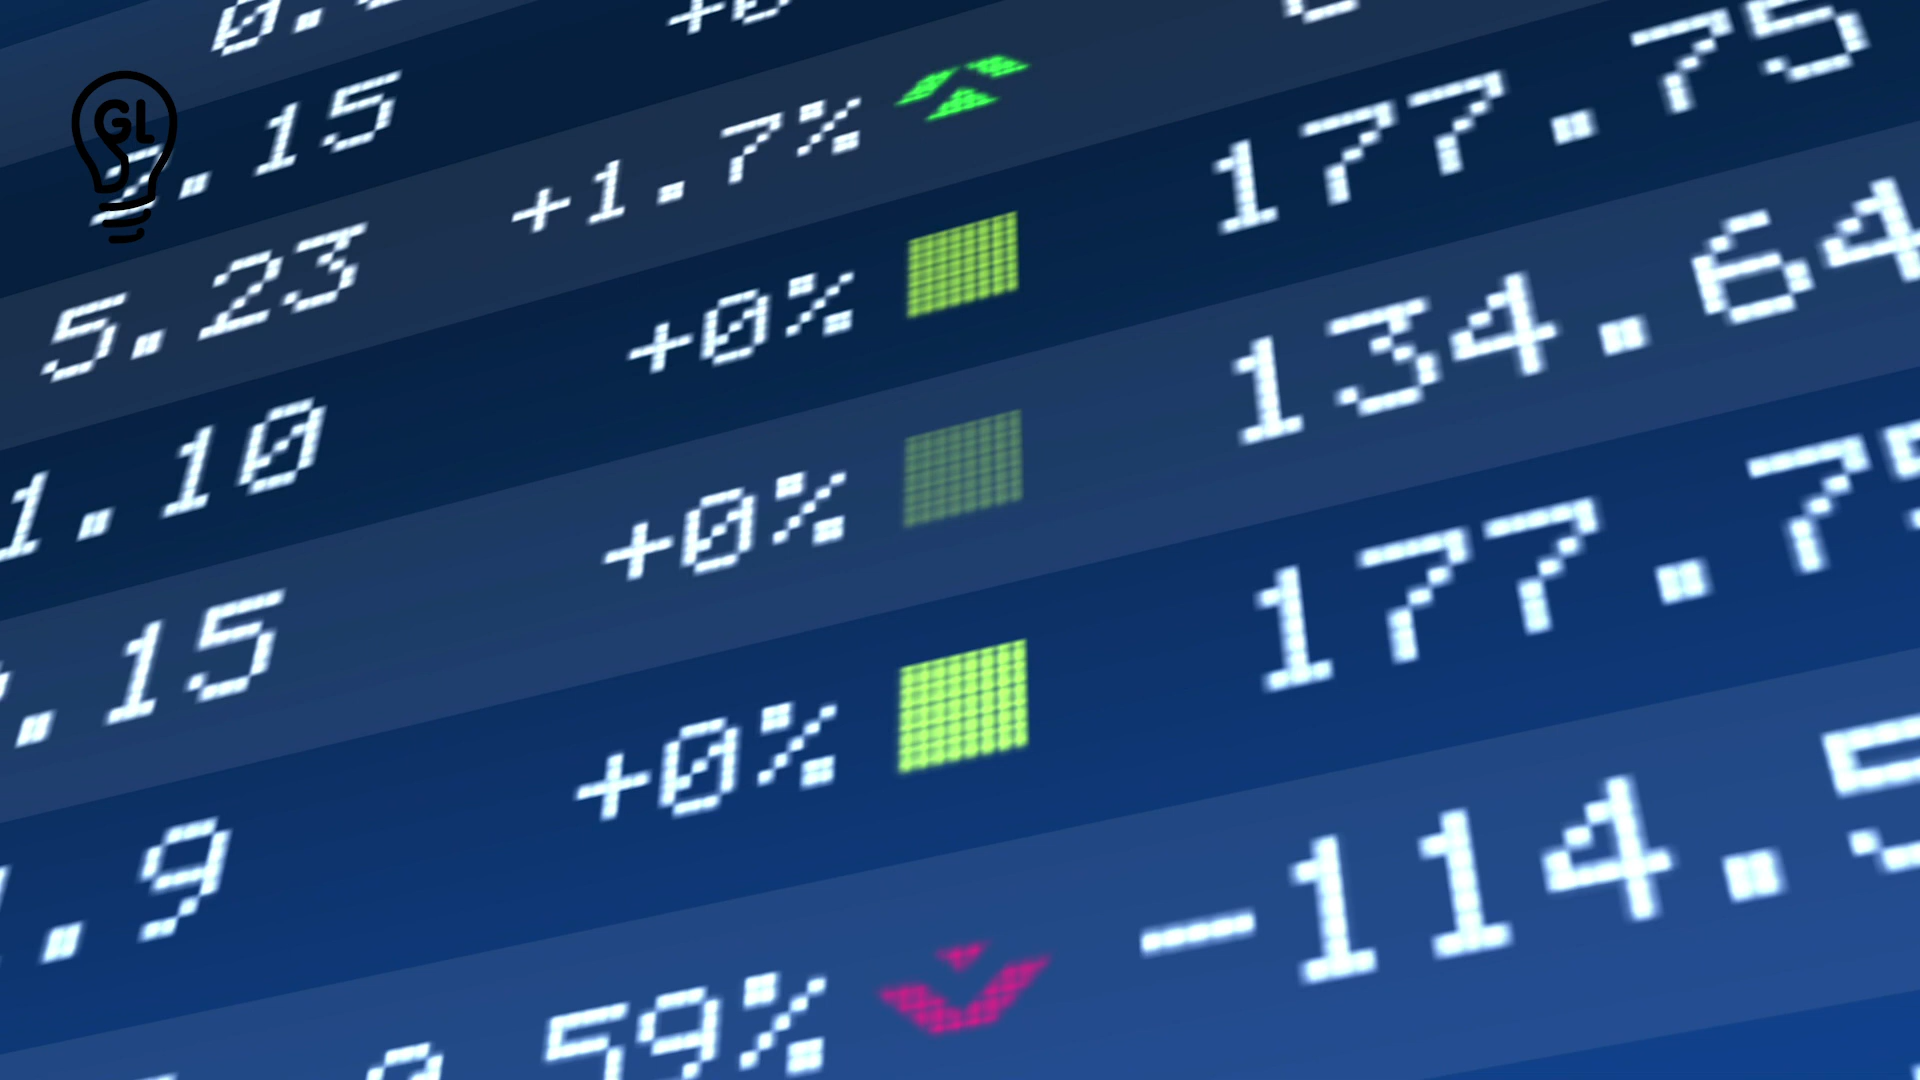 GL
.15 +1.7% 177.75
5.23 +0% 134.64
1.10 +0% 177.7
.15 +0% -114.5
.9 59%